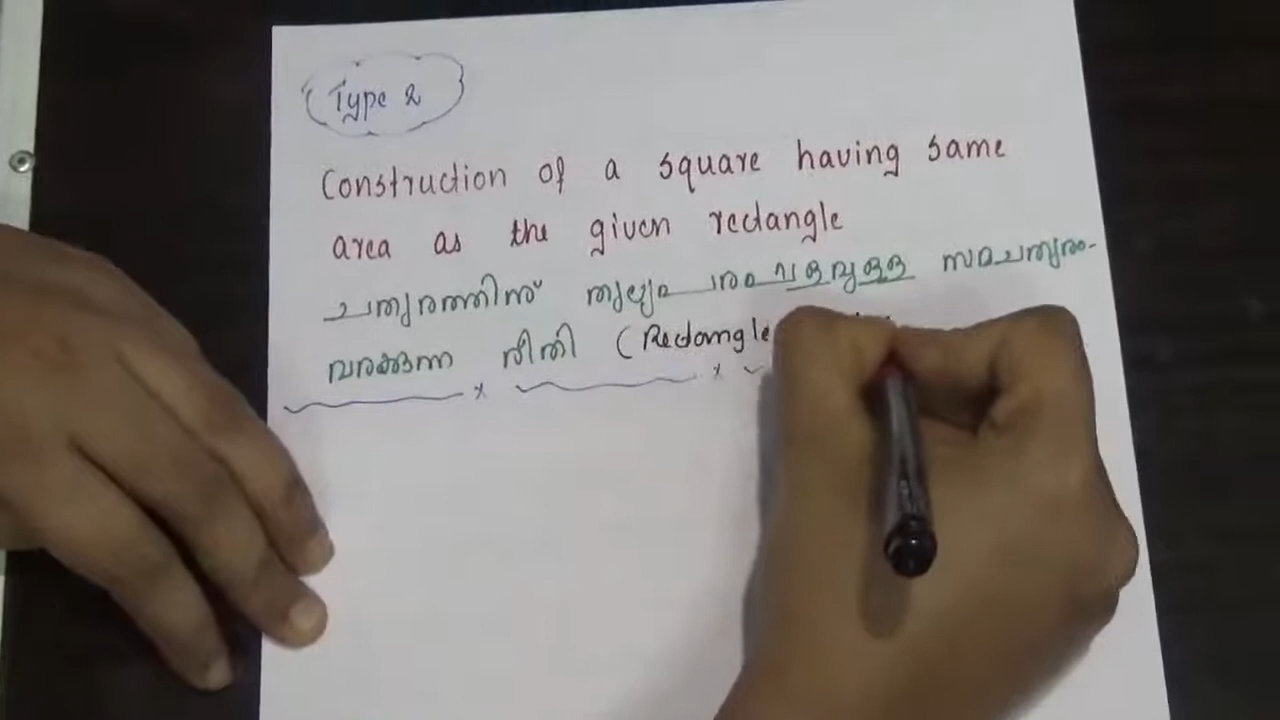 Type 2
Construction of a square having same
area as the given rectangle
ചതുരത്തിന് തുല്യമ പരപ്പളവുള്ള സമചതുരം
വരക്കുന്ന രീതി (Rectangle